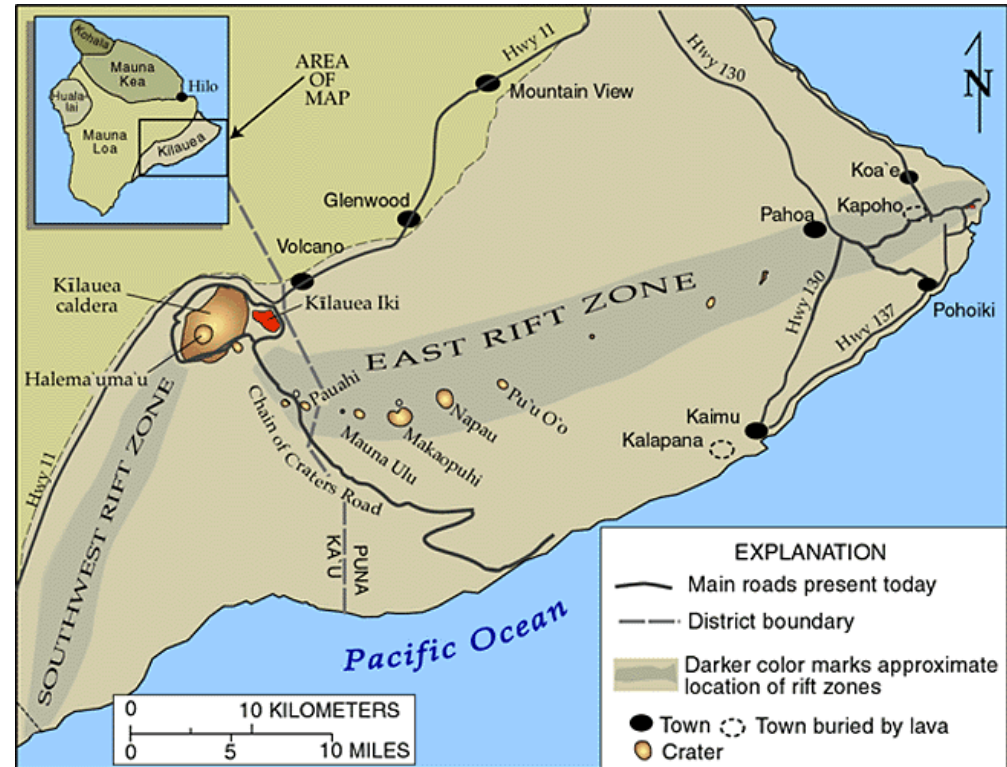 Kohala
Mauna
Kea
Hilo
Huala-
lai
Mauna
Loa
Kilauea
AREA
OF
MAP
Hwy 11
Hwy 130
N
Mountain View
Koa`e
Glenwood
Kapoho
Pahoa
Volcano
Kīlauea
caldera
Kīlauea Iki
Hwy 130
Hwy 137
Pohoiki
EAST RIFT ZONE
Halema`uma`u
Pauahi
Pu`u O`o
Napau
Makaopuhi
Mauna Ulu
Chain of Craters Road
Kaimu
Kalapana
Hwy 11
SOUTHWEST RIFT ZONE
PUNA
KA`U
Pacific Ocean
0 10 KILOMETERS
0 5 10 MILES
EXPLANATION
Main roads present today
District boundary
Darker color marks approximate
location of rift zones
Town Town buried by lava
Crater